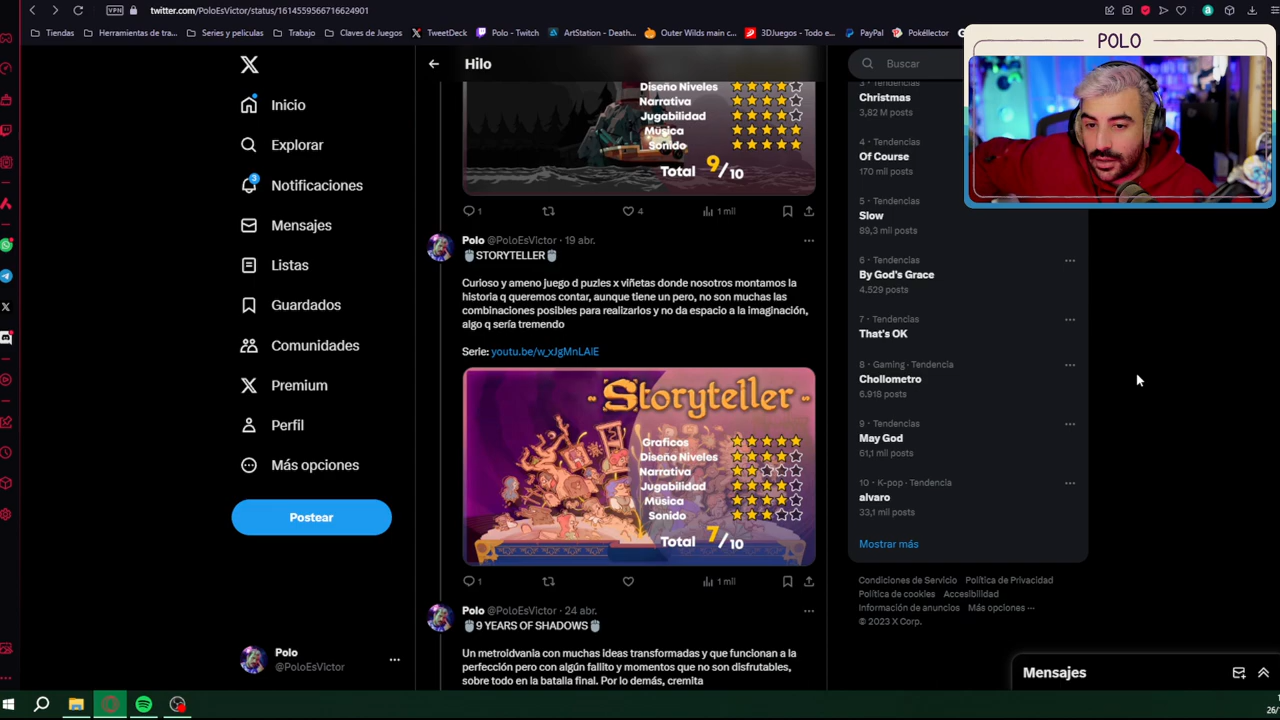 VPN
twitter.com/PoloEsVictor/status/1614559566716624901
Tiendas
Herramientas de tra...
Series y peliculas
Trabajo
Claves de Juegos
TweetDeck
Polo - Twitch
ArtStation - Death...
Outer Wilds main c...
3DJuegos - Todo e...
PayPal
Pokéllector
POLO
Inicio
Explorar
3
Notificaciones
Mensajes
Listas
Guardados
Comunidades
Premium
Perfil
Más opciones
Postear
Polo
@PoloEsVictor
Hilo
Diseño Niveles
Narrativa
Jugabilidad
Música
Sonido
Total 9/10
1
4
1 mil
Polo @PoloEsVictor · 19 abr.
STORYTELLER
Curioso y ameno juego d puzles x viñetas donde nosotros montamos la
historia q queremos contar, aunque tiene un pero, no son muchas las
combinaciones posibles para realizarlos y no da espacio a la imaginación,
algo q sería tremendo
Serie: youtu.be/w_xJgMnLAlE
Storyteller
Graficos
Diseño Niveles
Narrativa
Jugabilidad
Música
Sonido
Total 7/10
1
1 mil
Polo @PoloEsVictor · 24 abr.
9 YEARS OF SHADOWS
Un metroidvania con muchas ideas transformadas y que funcionan a la
perfección pero con algún fallito y momentos que no son disfrutables,
sobre todo en la batalla final. Por lo demás, cremita
Buscar
3 · Tendencias
Christmas
3,82 M posts
4 · Tendencias
Of Course
170 mil posts
5 · Tendencias
Slow
89,3 mil posts
6 · Tendencias
By God's Grace
4.529 posts
7 · Tendencias
That's OK
8 · Gaming · Tendencia
Chollometro
6.918 posts
9 · Tendencias
May God
61,1 mil posts
10 · K-pop · Tendencia
alvaro
33,1 mil posts
Mostrar más
Condiciones de Servicio Política de Privacidad
Política de cookies Accesibilidad
Información de anuncios Más opciones ···
© 2023 X Corp.
Mensajes